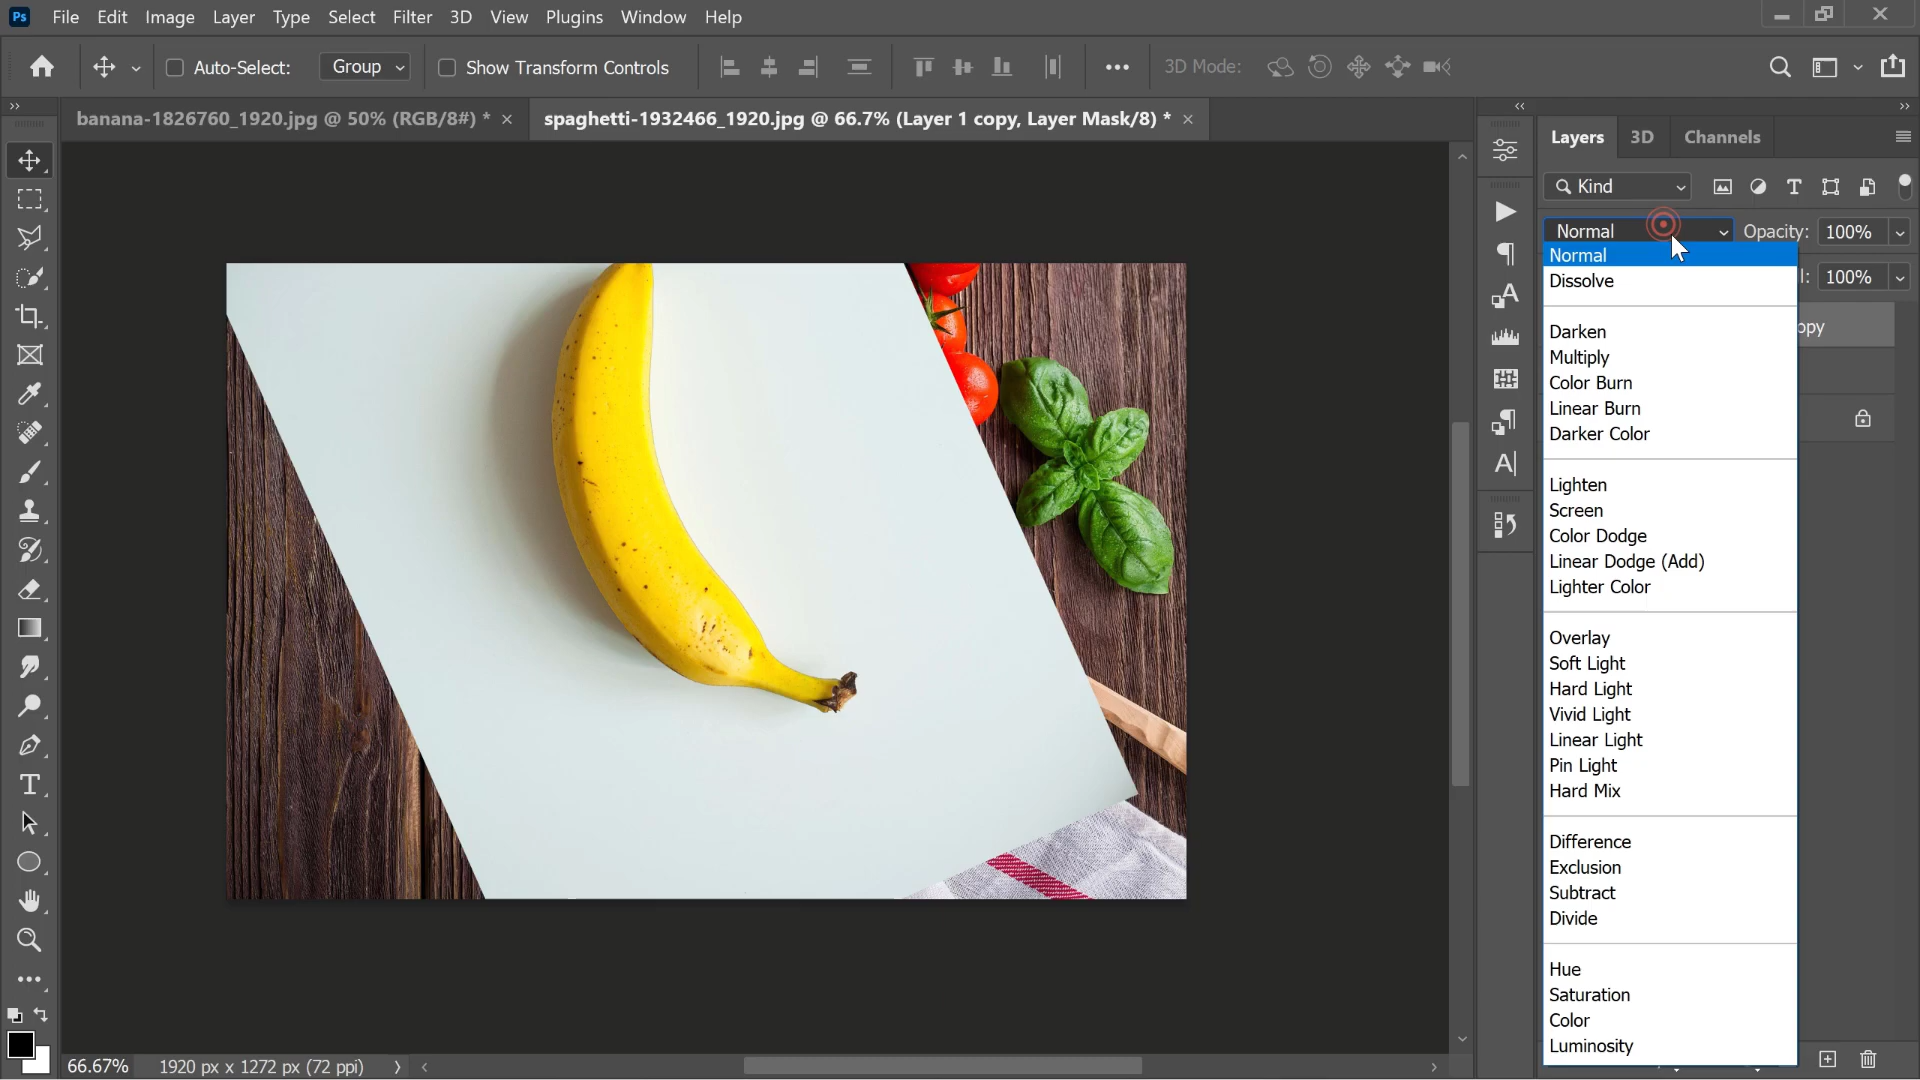 Ps File Edit Image Layer Type Select Filter 3D View Plugins Window Help
Auto-Select: Group Show Transform Controls 3D Mode:
banana-1826760_1920.jpg @ 50% (RGB/8#) * spaghetti-1932466_1920.jpg @ 66.7% (Layer 1 copy, Layer Mask/8) *
Layers 3D Channels
Kind
Normal Opacity: 100%
Normal
100%
Dissolve
Darken
Multiply
Color Burn
Linear Burn
Darker Color
Lighten
Screen
Color Dodge
Linear Dodge (Add)
Lighter Color
Overlay
Soft Light
Hard Light
Vivid Light
Linear Light
Pin Light
Hard Mix
Difference
Exclusion
Subtract
Divide
Hue
Saturation
Color
Luminosity
66.67% 1920 px x 1272 px (72 ppi)